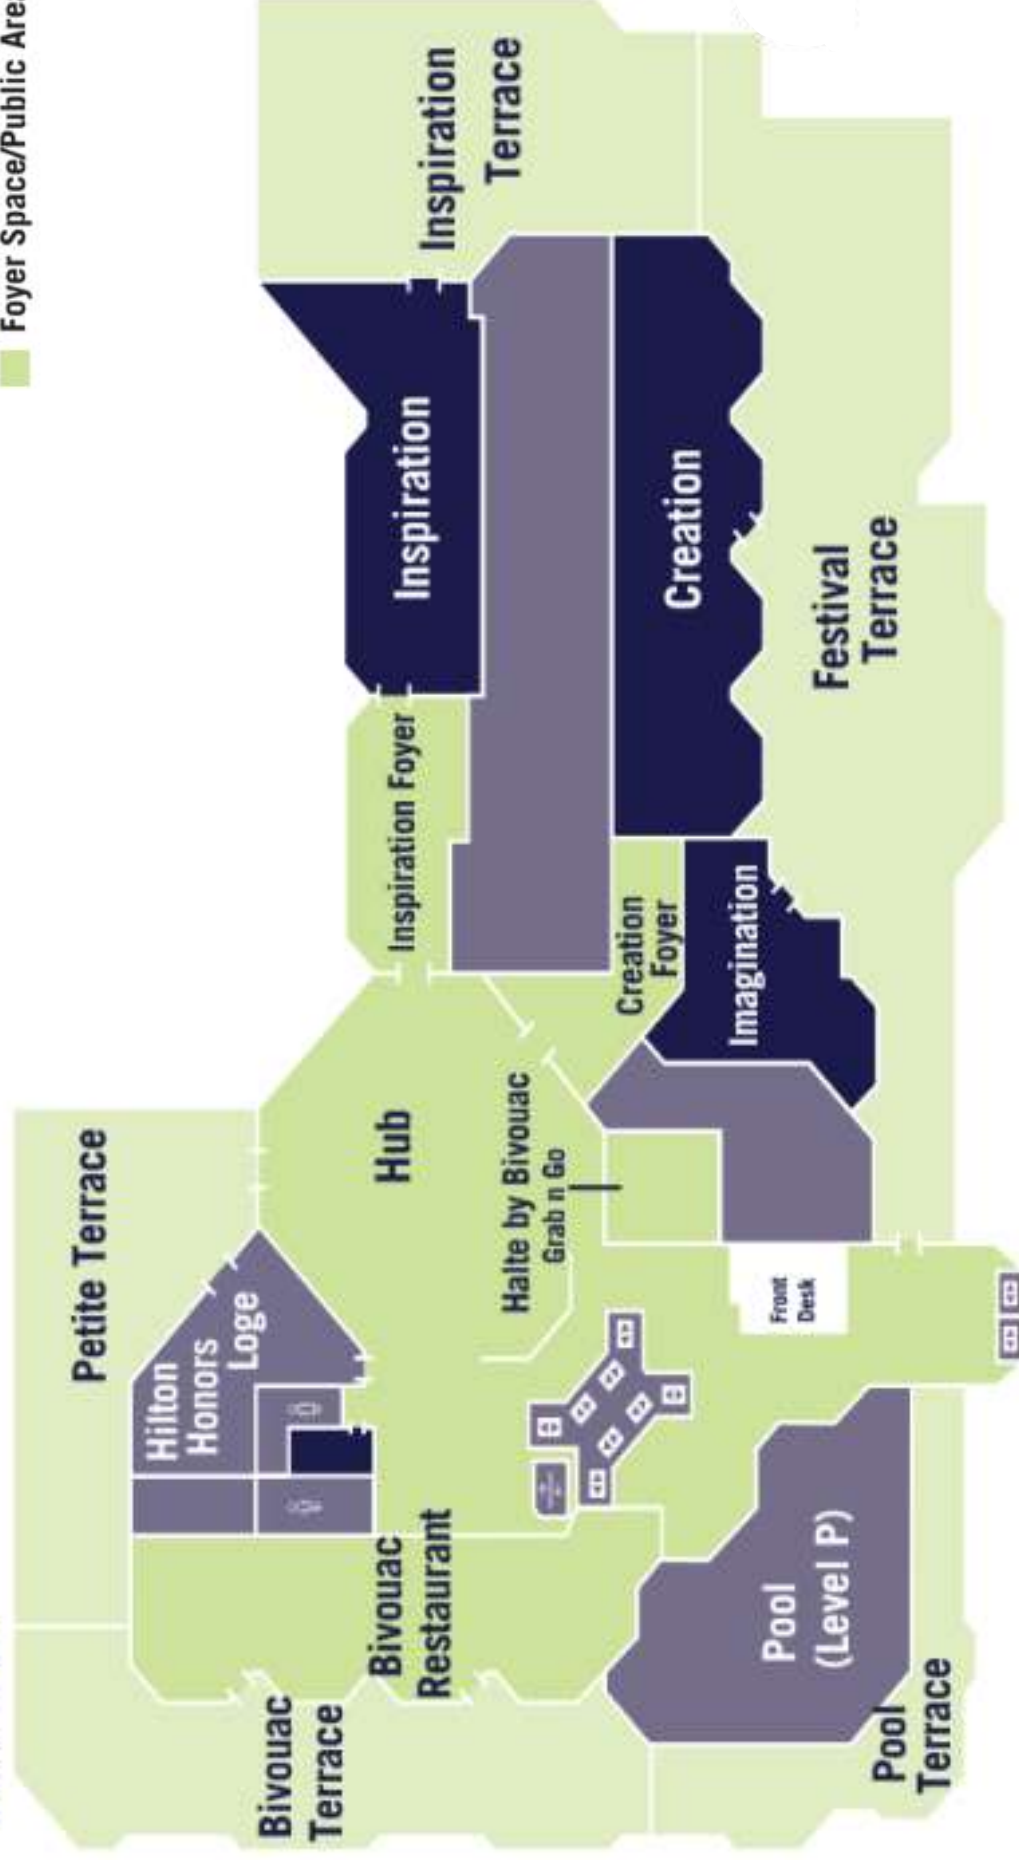 Foyer Space/Public Area
Petite Terrace
Bivouac
Terrace
Hilton
Honors
Loge
Hub
Inspiration Foyer
Inspiration
Inspiration
Terrace
Bivouac
Restaurant
Halte by Bivouac
Grab n Go
Creation
Foyer
Creation
Front
Desk
Imagination
Pool
(Level P)
Festival
Terrace
Pool
Terrace